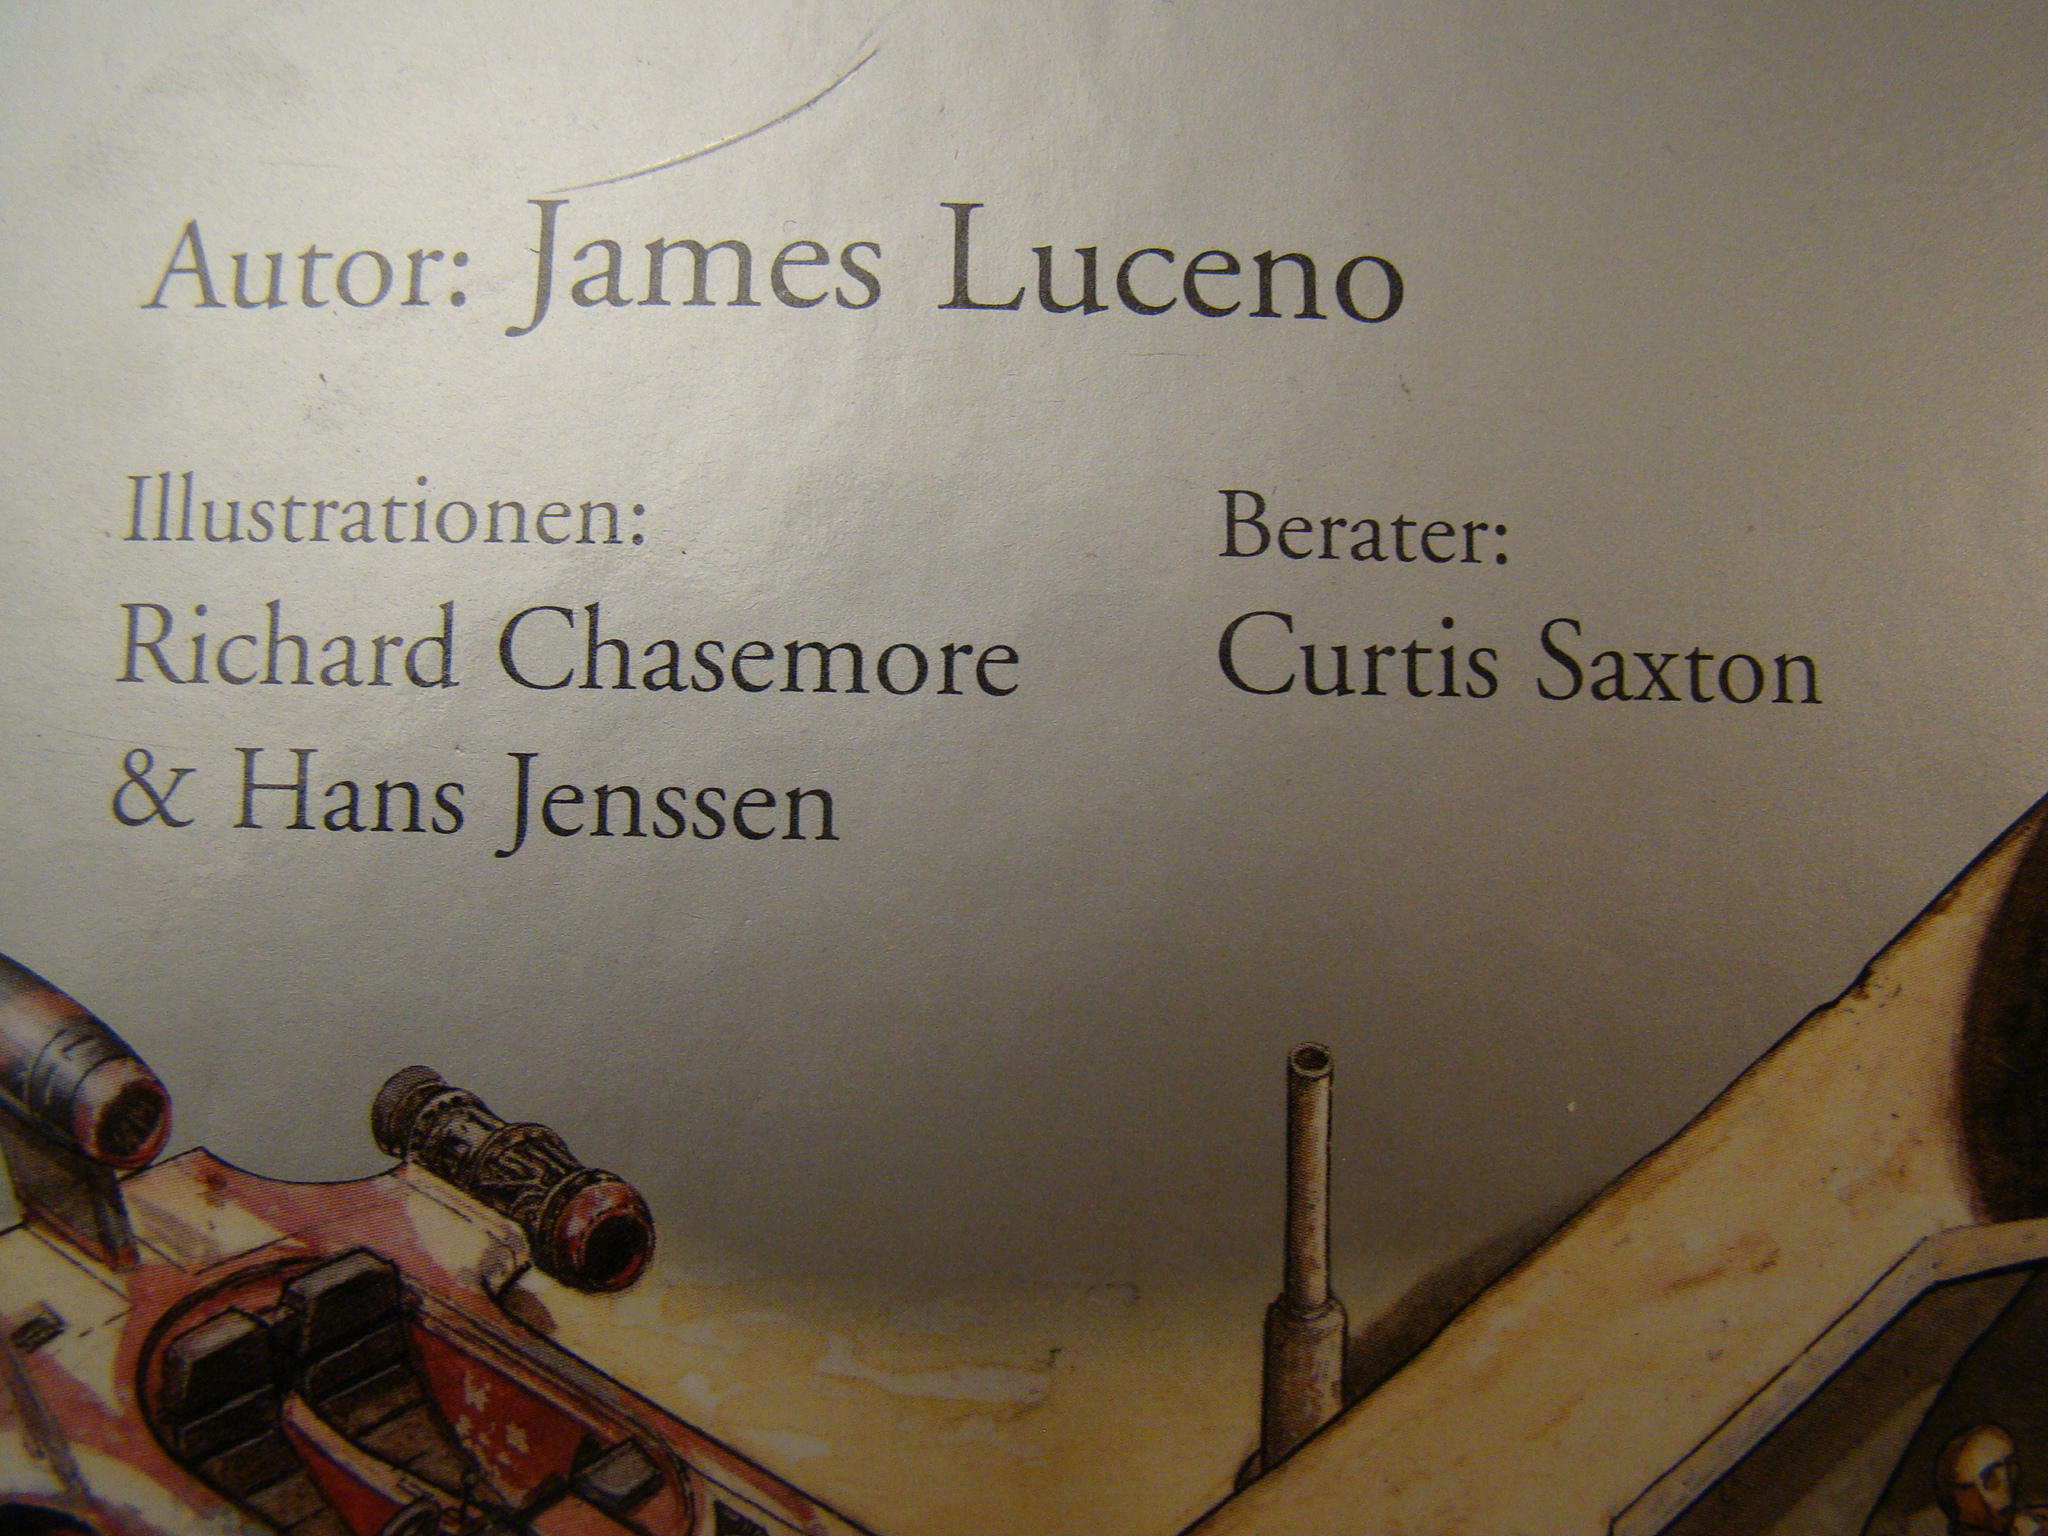 Autor: James Luceno
Illustrationen:
Richard Chasemore
& Hans Jenssen
Berater:
Curtis Saxton